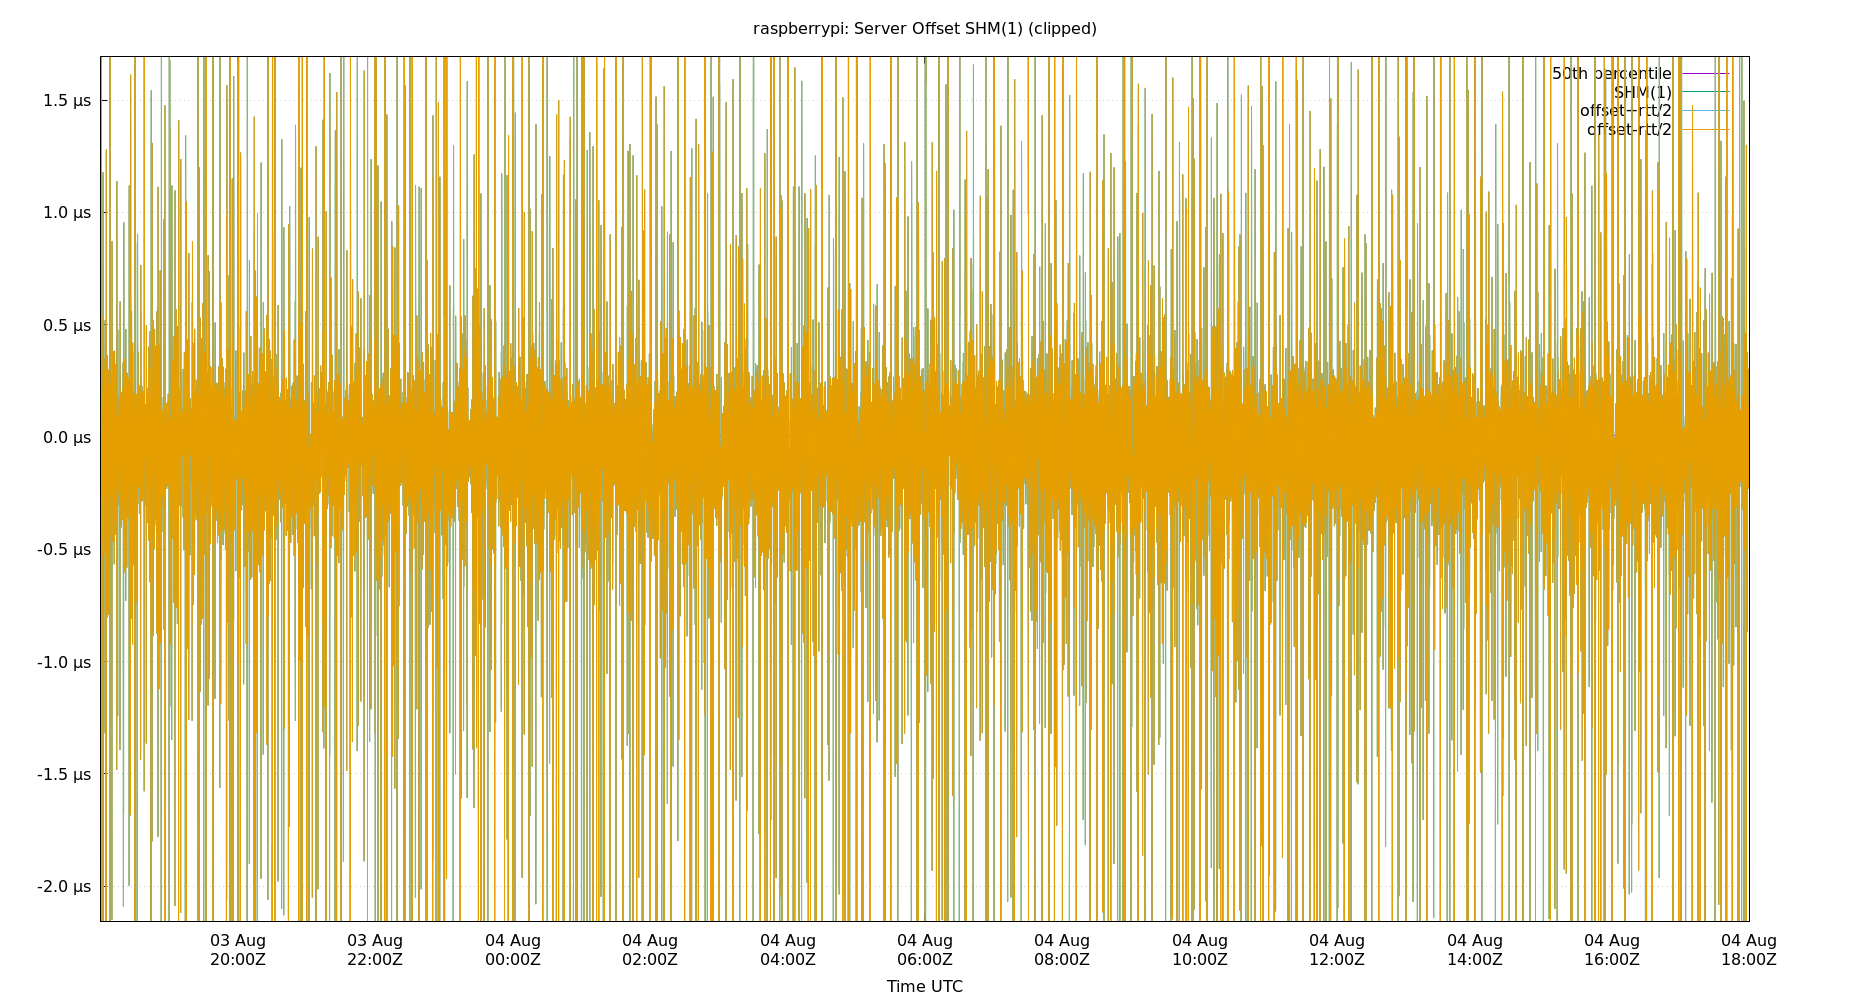 raspberrypi: Server Offset SHM(1) (clipped)
50th percentile
SHM(1)
offset--rtt/2
offset-rtt/2
1.5 µs
1.0 µs
0.5 µs
0.0 µs
-0.5 µs
-1.0 µs
-1.5 µs
-2.0 µs
03 Aug 03 Aug 04 Aug 04 Aug 04 Aug 04 Aug 04 Aug 04 Aug 04 Aug 04 Aug 04 Aug 04 Aug
20:00Z 22:00Z 00:00Z 02:00Z 04:00Z 06:00Z 08:00Z 10:00Z 12:00Z 14:00Z 16:00Z 18:00Z
Time UTC